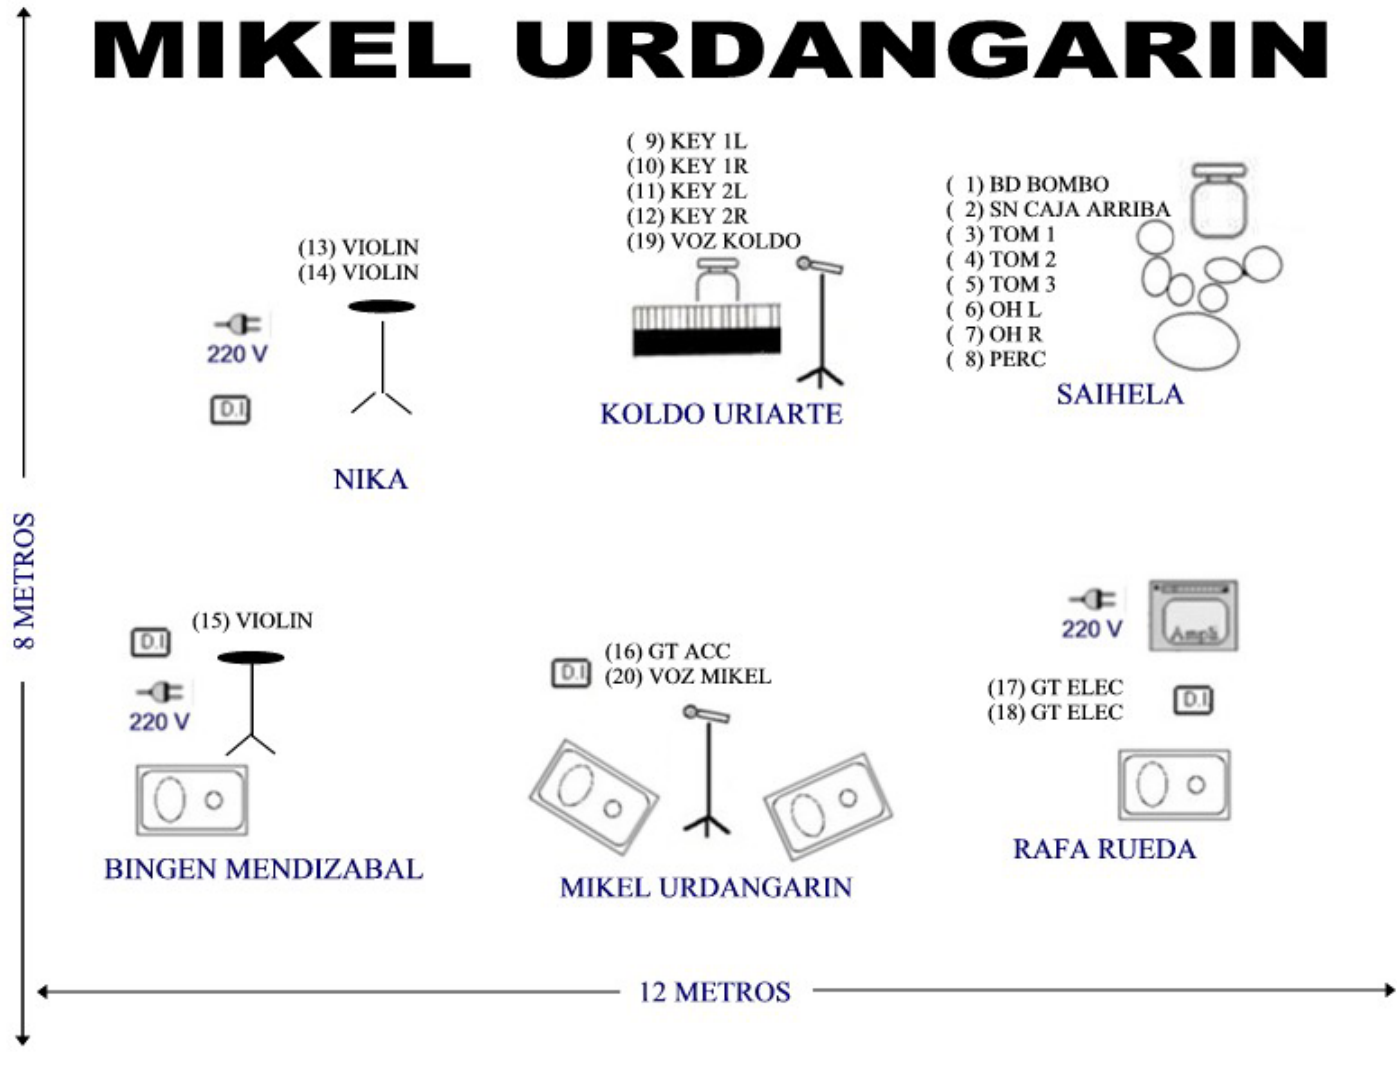 MIKEL URDANGARIN
( 9) KEY 1L
(10) KEY 1R
(11) KEY 2L
(12) KEY 2R
(19) VOZ KOLDO
KOLDO URIARTE
( 1) BD BOMBO
( 2) SN CAJA ARRIBA
( 3) TOM 1
( 4) TOM 2
( 5) TOM 3
( 6) OH L
( 7) OH R
( 8) PERC
SAIHELA
(13) VIOLIN
(14) VIOLIN
220 V
D.I
NIKA
8 METROS
(15) VIOLIN
D.I
220 V
BINGEN MENDIZABAL
(16) GT ACC
(20) VOZ MIKEL
D.I
MIKEL URDANGARIN
220 V
Ampli
(17) GT ELEC
(18) GT ELEC
D.I
RAFA RUEDA
12 METROS